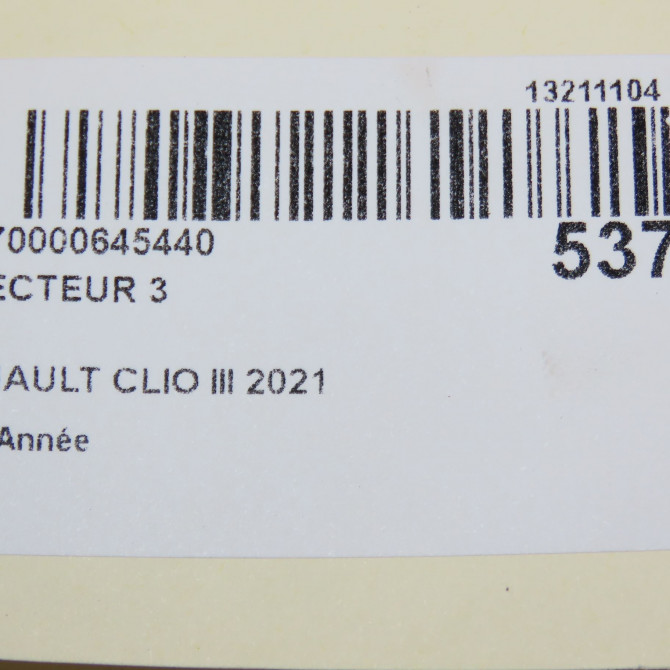 13211104
70000645440
537
ECTEUR 3
AULT CLIO III 2021
Année